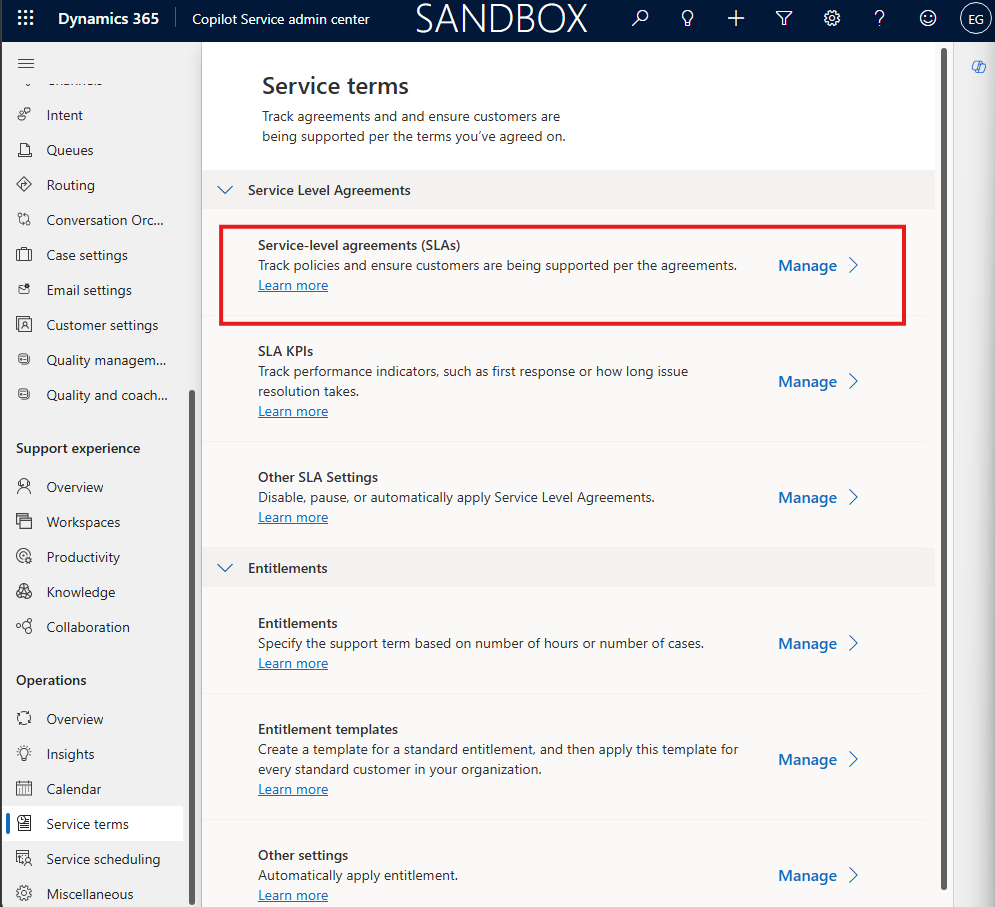 Dynamics 365
Copilot Service admin center
SANDBOX
EG
Intent
Queues
Routing
Conversation Orc...
Case settings
Email settings
Customer settings
Quality managem...
Quality and coach...
Support experience
Overview
Workspaces
Productivity
Knowledge
Collaboration
Operations
Overview
Insights
Calendar
Service terms
Service scheduling
Miscellaneous
Service terms
Track agreements and and ensure customers are
being supported per the terms you've agreed on.
Service Level Agreements
Service-level agreements (SLAs)
Track policies and ensure customers are being supported per the agreements.
Learn more
Manage
SLA KPIs
Track performance indicators, such as first response or how long issue
resolution takes.
Learn more
Manage
Other SLA Settings
Disable, pause, or automatically apply Service Level Agreements.
Learn more
Manage
Entitlements
Entitlements
Specify the support term based on number of hours or number of cases.
Learn more
Manage
Entitlement templates
Create a template for a standard entitlement, and then apply this template for
every standard customer in your organization.
Learn more
Manage
Other settings
Automatically apply entitlement.
Learn more
Manage